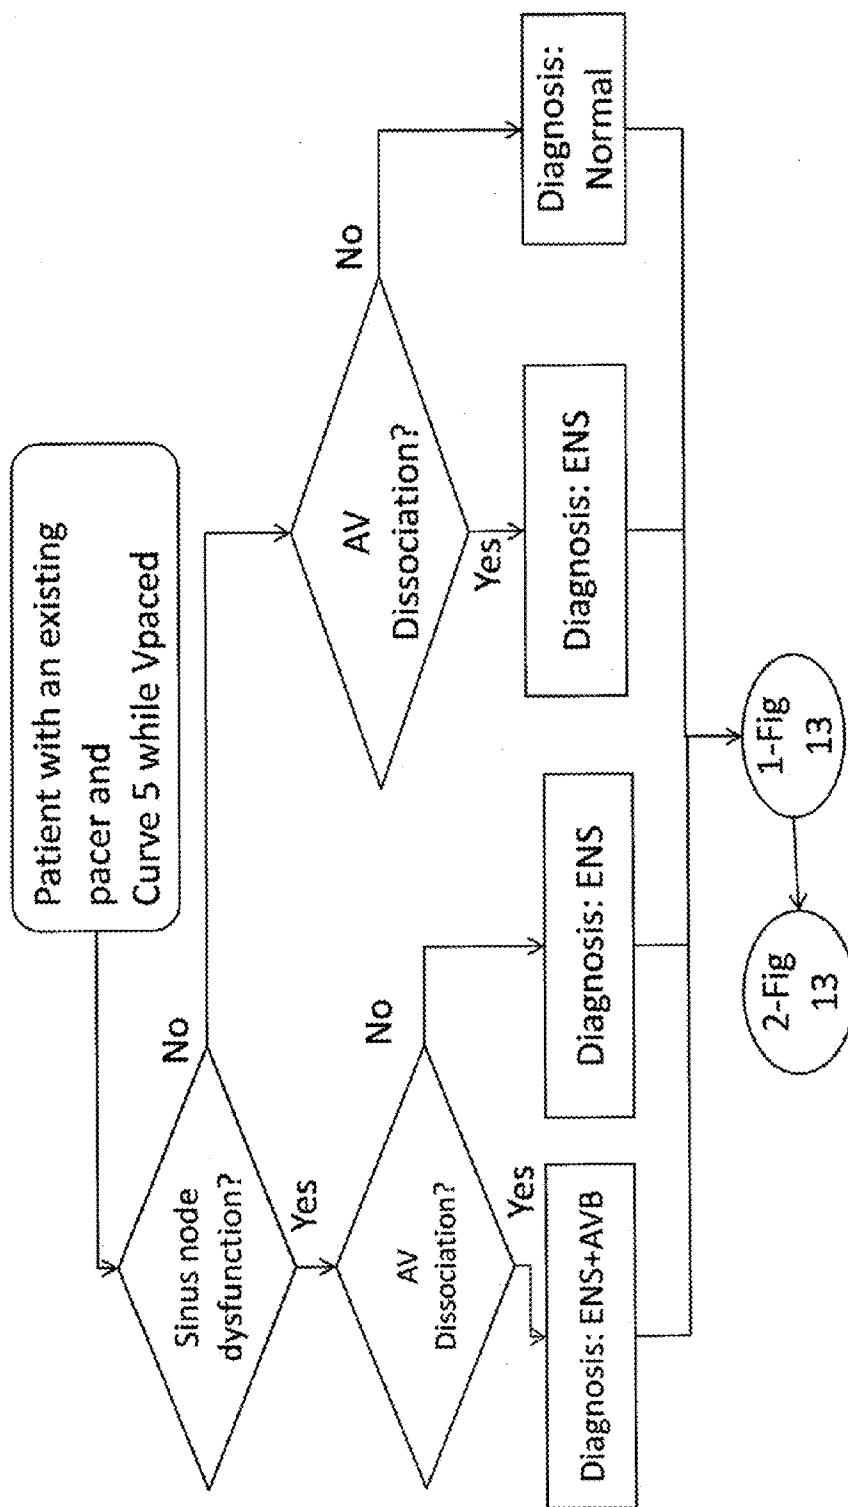 Patient with an existing
pacer and
Curve 5 while Vpaced
Sinus node
dysfunction?
No
Yes
AV
Dissociation?
No
Yes
AV
Dissociation?
No
Yes
Diagnosis: ENS+AVB
Diagnosis: ENS
Diagnosis: ENS
Diagnosis:
Normal
1-Fig
13
2-Fig
13